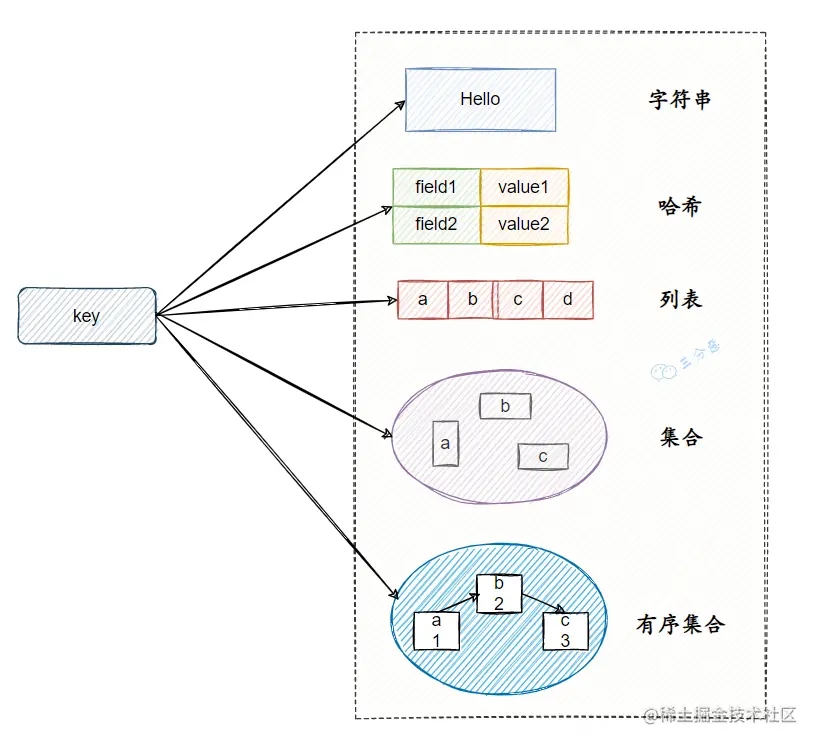 Hello
字符串
field1 value1
哈希
field2 value2
key
a b c d
列表
三分恶
b
集合
a
c
b
2
a
1
c
3
有序集合
@稀土掘金技术社区